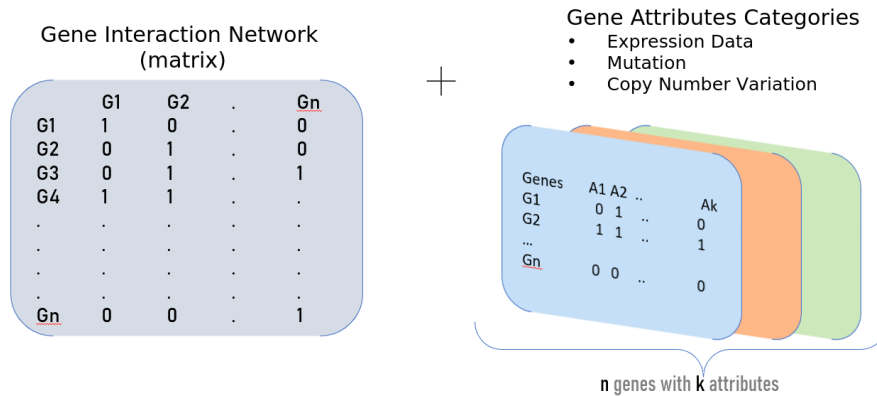 Gene Interaction Network
(matrix)
G1 G2 . Gn
G1 1 0 . 0
G2 0 1 . 0
G3 0 1 . 1
G4 1 1 . .
. . . . .
. . . . .
. . . . .
. . . . .
Gn 0 0 . 1
+
Gene Attributes Categories
• Expression Data
• Mutation
• Copy Number Variation
Genes A1 A2 .. Ak
G1 0 1 .. 0
G2 1 1 .. 1
...
Gn 0 0 .. 0
n genes with k attributes